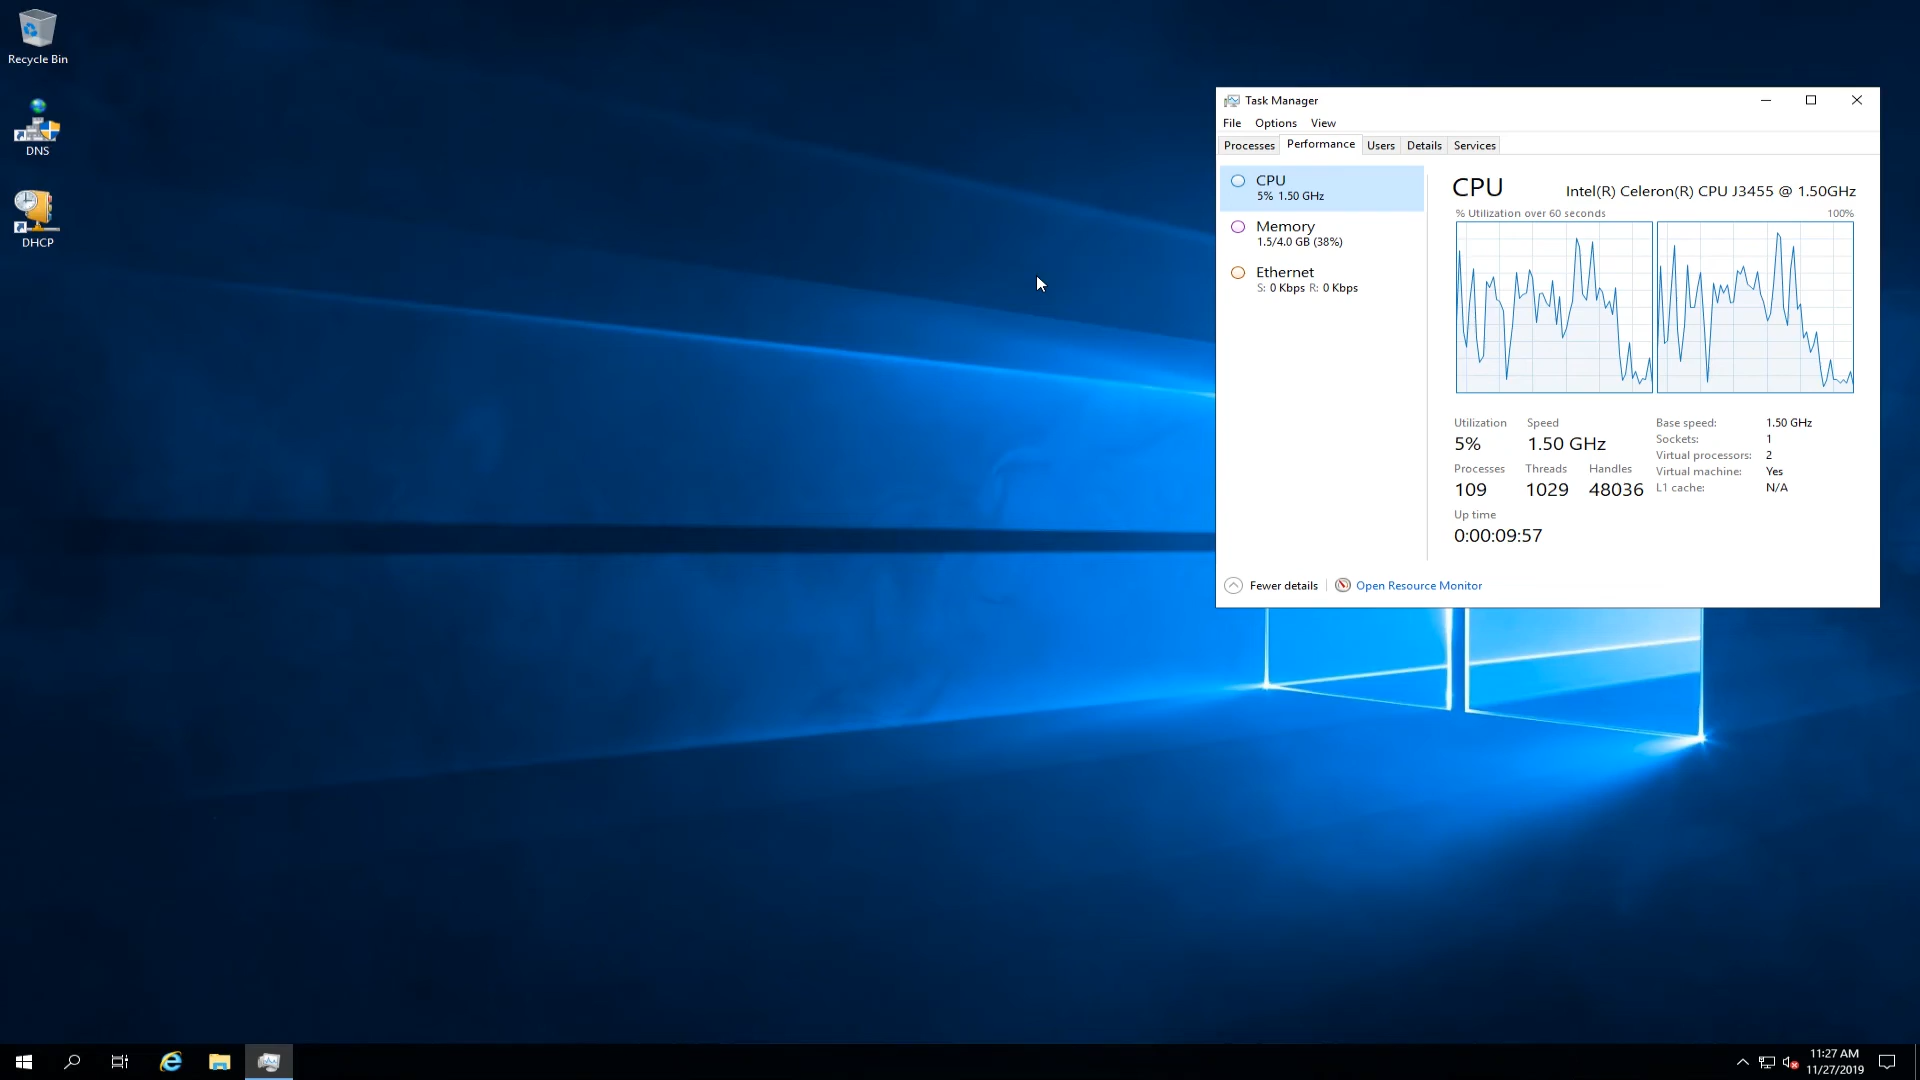 Recycle Bin
DNS
DHCP
Task Manager
File Options View
Processes Performance Users Details Services
CPU
5% 1.50 GHz
Memory
1.5/4.0 GB (38%)
Ethernet
S: 0 Kbps R: 0 Kbps
CPU Intel(R) Celeron(R) CPU J3455 @ 1.50GHz
% Utilization over 60 seconds 100%
Utilization Speed
5% 1.50 GHz
Processes Threads Handles
109 1029 48036
Up time
0:00:09:57
Base speed: 1.50 GHz
Sockets: 1
Virtual processors: 2
Virtual machine: Yes
L1 cache: N/A
Fewer details Open Resource Monitor
11:27 AM
11/27/2019